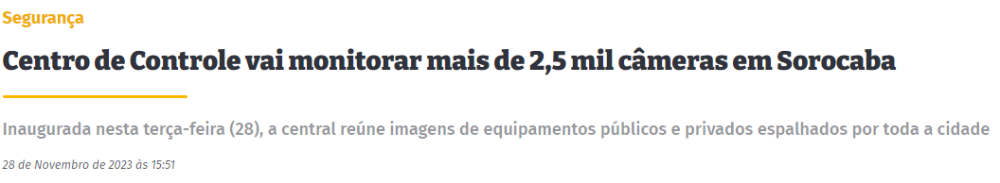 Segurança
Centro de Controle vai monitorar mais de 2,5 mil câmeras em Sorocaba
Inaugurada nesta terça-feira (28), a central reúne imagens de equipamentos públicos e privados espalhados por toda a cidade
28 de Novembro de 2023 às 15:51